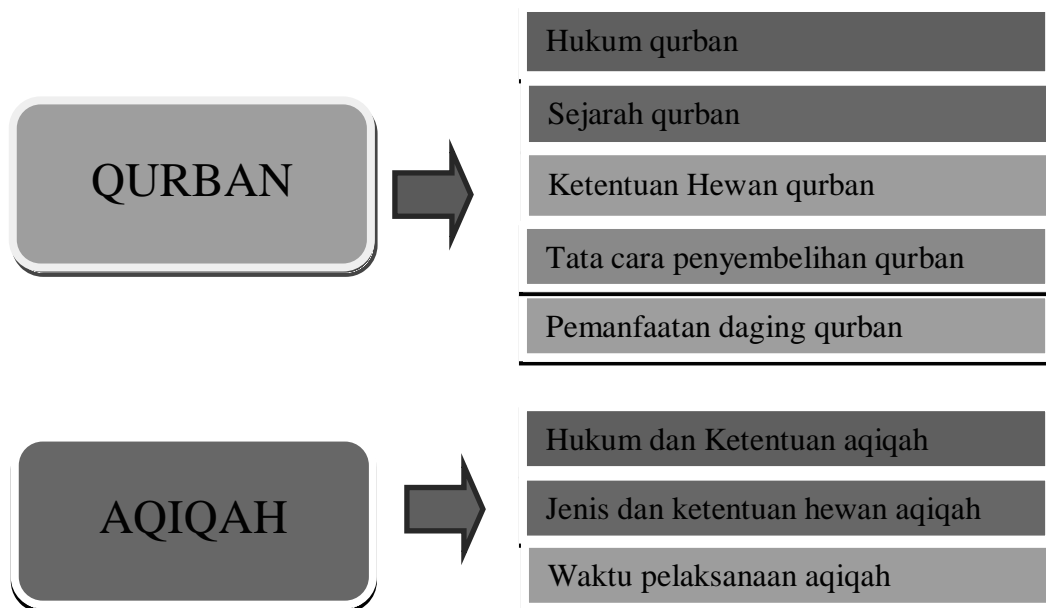 QURBAN
Hukum qurban
Sejarah qurban
Ketentuan Hewan qurban
Tata cara penyembelihan qurban
Pemanfaatan daging qurban
AQIQAH
Hukum dan Ketentuan aqiqah
Jenis dan ketentuan hewan aqiqah
Waktu pelaksanaan aqiqah